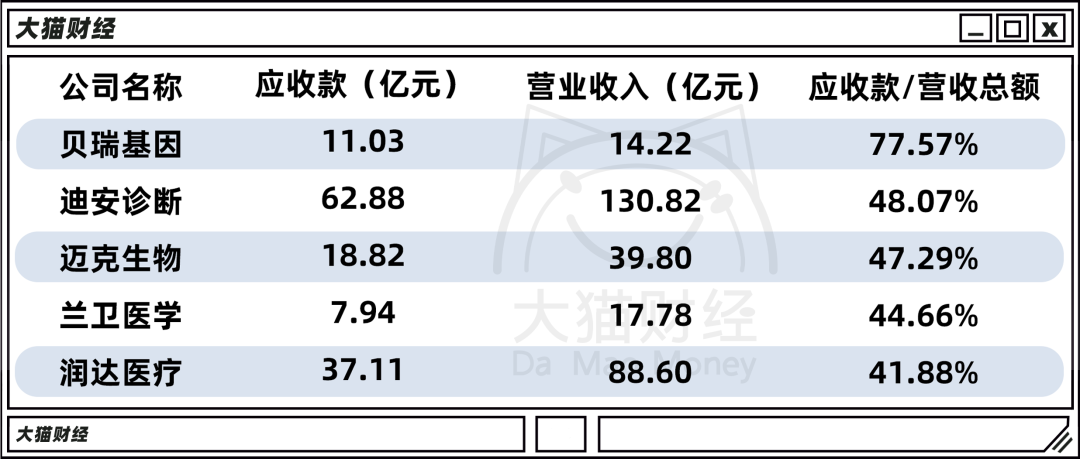 大猫财经
公司名称 应收款（亿元） 营业收入（亿元） 应收款/营收总额
贝瑞基因 11.03 14.22 77.57%
迪安诊断 62.88 130.82 48.07%
迈克生物 18.82 39.80 47.29%
兰卫医学 7.94 17.78 44.66%
润达医疗 37.11 88.60 41.88%
大猫财经
Da Mao Money
大猫财经